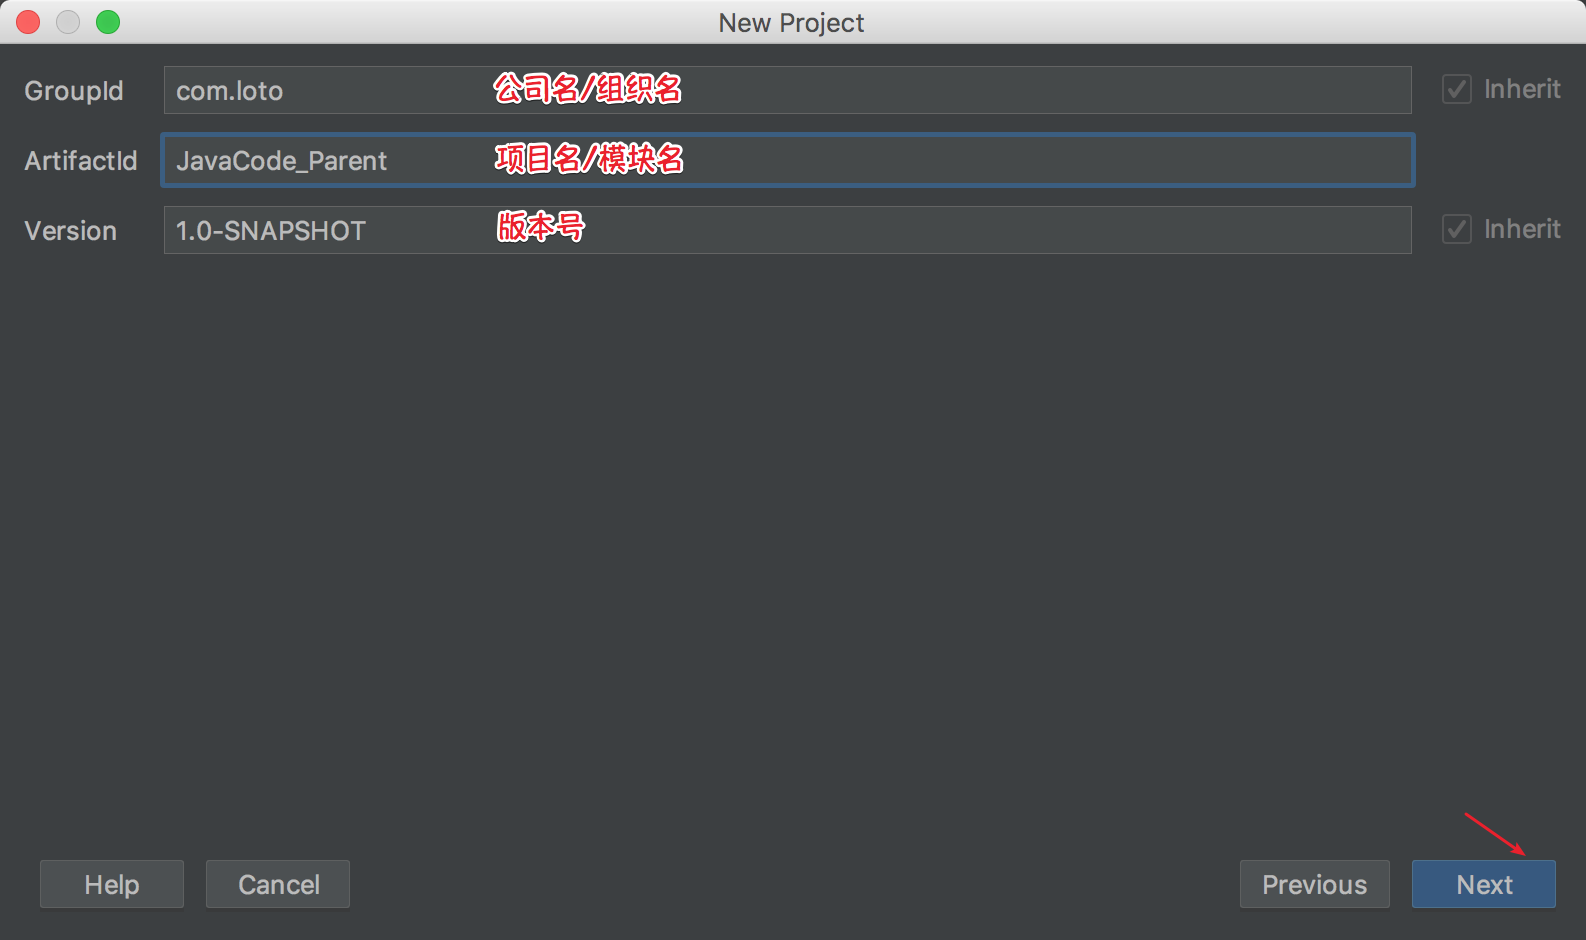 New Project
GroupId com.loto 公司名/组织名 Inherit
ArtifactId JavaCode_Parent 项目名/模块名
Version 1.0-SNAPSHOT 版本号 Inherit
Help Cancel Previous Next